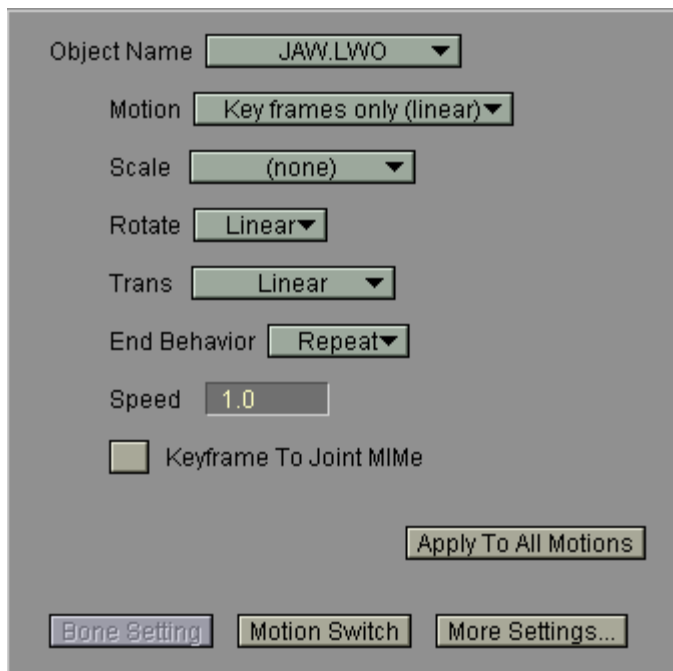 Object Name JAW.LWO
Motion Key frames only (linear)
Scale (none)
Rotate Linear
Trans Linear
End Behavior Repeat
Speed 1.0
Keyframe To Joint MIMe
Apply To All Motions
Bone Setting Motion Switch More Settings...